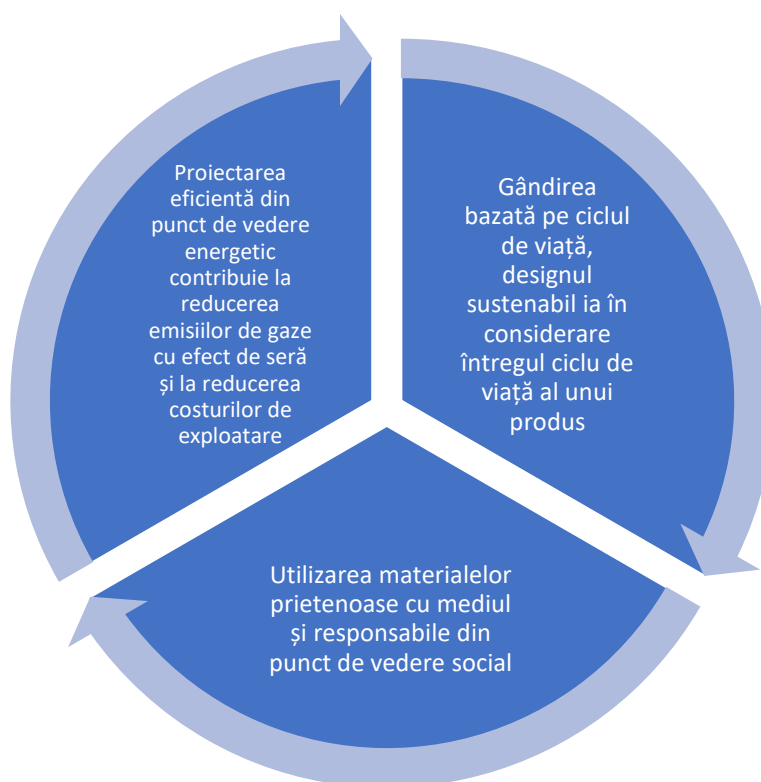 Proiectarea
eficientă din
punct de vedere
energetic
contribuie la
reducerea
emisiilor de gaze
cu efect de seră
și la reducerea
costurilor de
exploatare
Gândirea
bazată pe ciclul
de viață,
designul
sustenabil ia în
considerare
întregul ciclu de
viață al unui
produs
Utilizarea materialelor
prietenoase cu mediul
și responsabile din
punct de vedere social